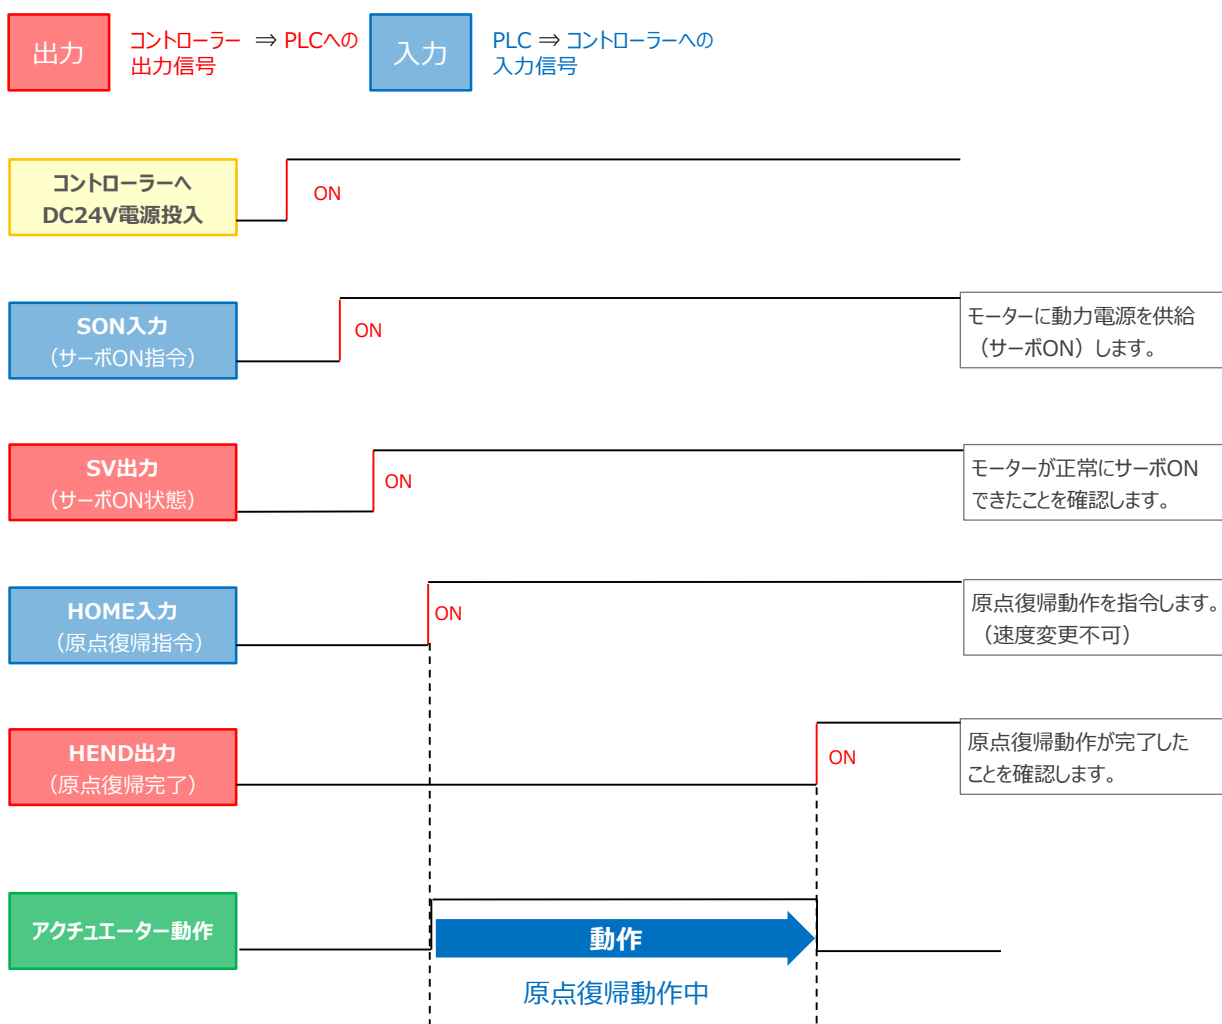 出力
コントローラー ⇒ PLCへの
出力信号
入力
PLC ⇒ コントローラーへの
入力信号
コントローラーへ
DC24V電源投入
ON
SON入力
（サーボON指令）
ON
モーターに動力電源を供給
（サーボON）します。
SV出力
（サーボON状態）
ON
モーターが正常にサーボON
できたことを確認します。
HOME入力
（原点復帰指令）
ON
原点復帰動作を指令します。
（速度変更不可）
HEND出力
（原点復帰完了）
ON
原点復帰動作が完了した
ことを確認します。
アクチュエーター動作
動作
原点復帰動作中